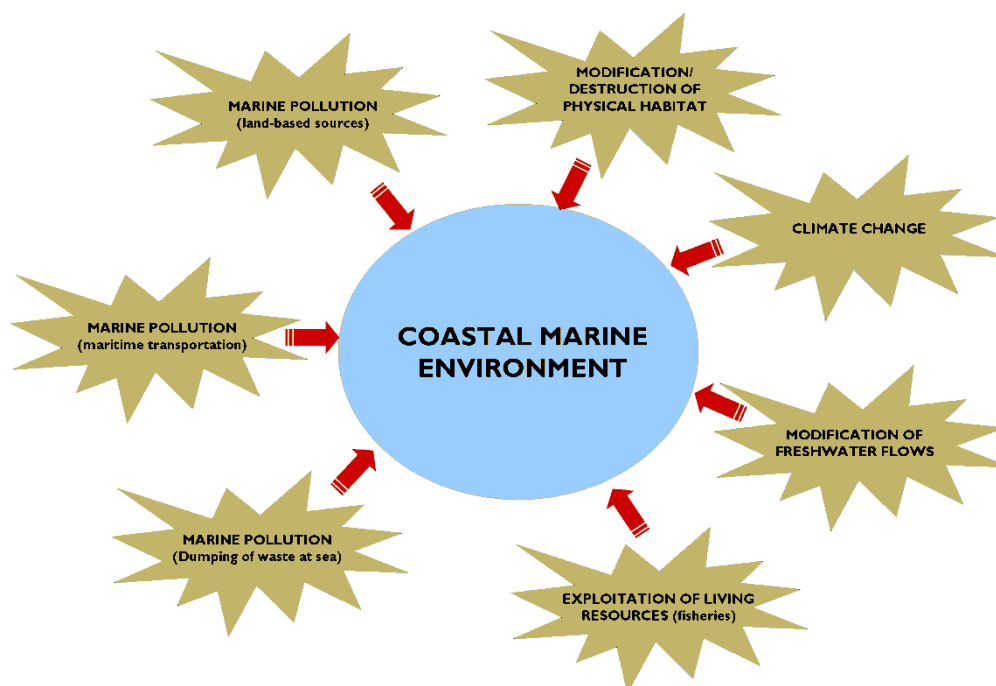 MARINE POLLUTION
(land-based sources)
MODIFICATION/
DESTRUCTION OF
PHYSICAL HABITAT
CLIMATE CHANGE
MARINE POLLUTION
(maritime transportation)
COASTAL MARINE
ENVIRONMENT
MODIFICATION OF
FRESHWATER FLOWS
MARINE POLLUTION
(Dumping of waste at sea)
EXPLOITATION OF LIVING
RESOURCES (fisheries)